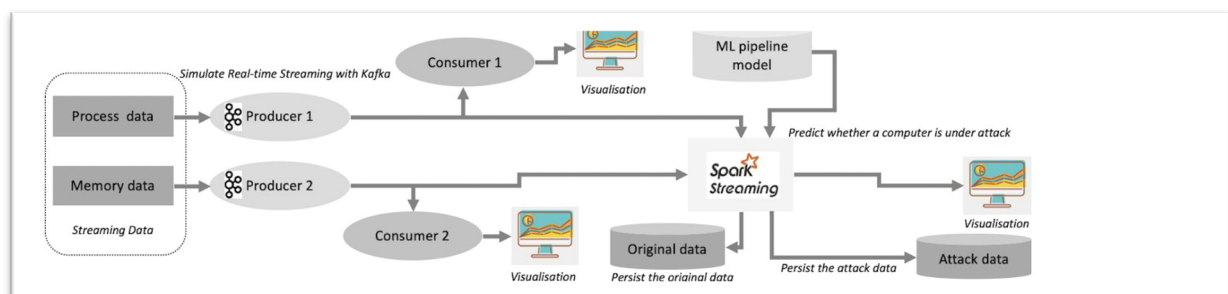 ML pipeline
model
Consumer 1
Simulate Real-time Streaming with Kafka
Visualisation
Process data
Producer 1
Predict whether a computer is under attack
Memory data
Producer 2
Spark
Streaming
Streaming Data
Consumer 2
Visualisation
Original data
Persist the original data
Visualisation
Persist the attack data
Attack data